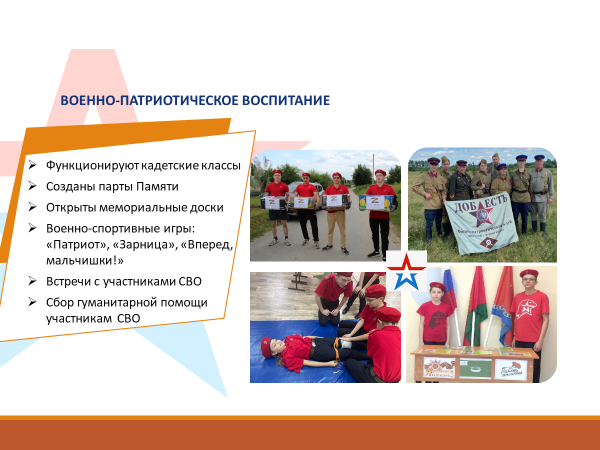 ВОЕННО-ПАТРИОТИЧЕСКОЕ ВОСПИТАНИЕ
Функционируют кадетские классы
Созданы парты Памяти
Открыты мемориальные доски
Военно-спортивные игры:
«Патриот», «Зарница», «Вперед,
мальчишки!»
Встречи с участниками СВО
Сбор гуманитарной помощи
участникам СВО
Z
Z
ДОБЛЕСТЬ